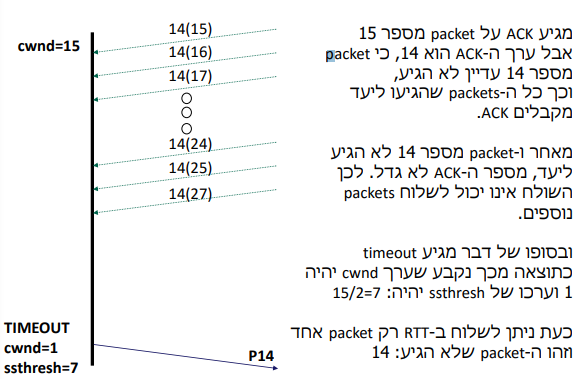 cwnd=15
14(15)
14(16)
14(17)
14(24)
14(25)
14(27)
TIMEOUT
cwnd=1
ssthresh=7
P14
מגיע ACK על packet מספר 15
אבל ערך ה-ACK הוא 14, כי packet
מספר 14 עדיין לא הגיע,
וכך כל ה-packets שהגיעו ליעד
מקבלים ACK.
מאחר ו-packet מספר 14 לא הגיע
ליעד, מספר ה-ACK לא גדל. לכן
השולח אינו יכול לשלוח packets
נוספים.
ובסופו של דבר מגיע timeout
כתוצאה מכך נקבע שערך cwnd יהיה
1 וערכו של ssthresh יהיה: 15/2=7
כעת ניתן לשלוח ב-RTT רק packet אחד
וזהו ה-packet שלא הגיע: 14